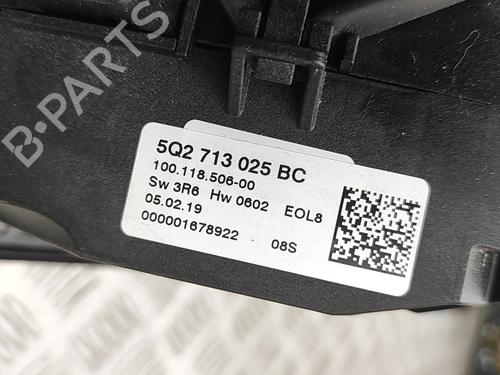 B-PARTS
5Q2 713 025 BC
100.118.506-00
Sw 3R6 Hw 0602 EOL8
05.02.19
000001678922 08S